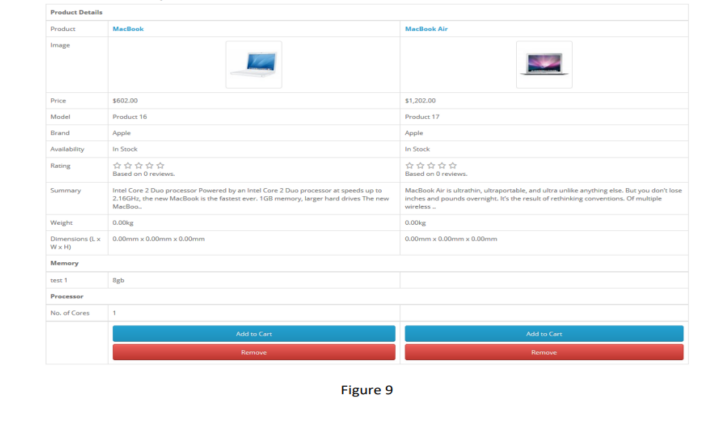 Product Details
Product MacBook MacBook Air
Image
Price $602.00 $1,202.00
Model Product 16 Product 17
Brand Apple Apple
Availability In Stock In Stock
Rating
Based on 0 reviews. Based on 0 reviews.
Summary Intel Core 2 Duo processor Powered by an Intel Core 2 Duo processor at speeds up to MacBook Air is ultrathin, ultraportable, and ultra unlike anything else. But you don't lose
2.16GHz, the new MacBook is the fastest ever. 1GB memory, larger hard drives The new inches and pounds overnight. It's the result of rethinking conventions. Of multiple
MacBoo.. wireless ..
Weight 0.00kg 0.00kg
Dimensions (L x 0.00mm x 0.00mm x 0.00mm 0.00mm x 0.00mm x 0.00mm
W x H)
Memory
test 1 8gb
Processor
No. of Cores 1
Add to Cart Add to Cart
Remove Remove
Figure 9